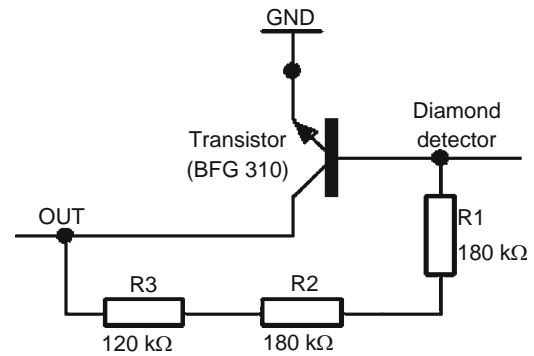 GND
Transistor
(BFG 310)
Diamond
detector
OUT
R1
180 kΩ
R3
R2
120 kΩ
180 kΩ